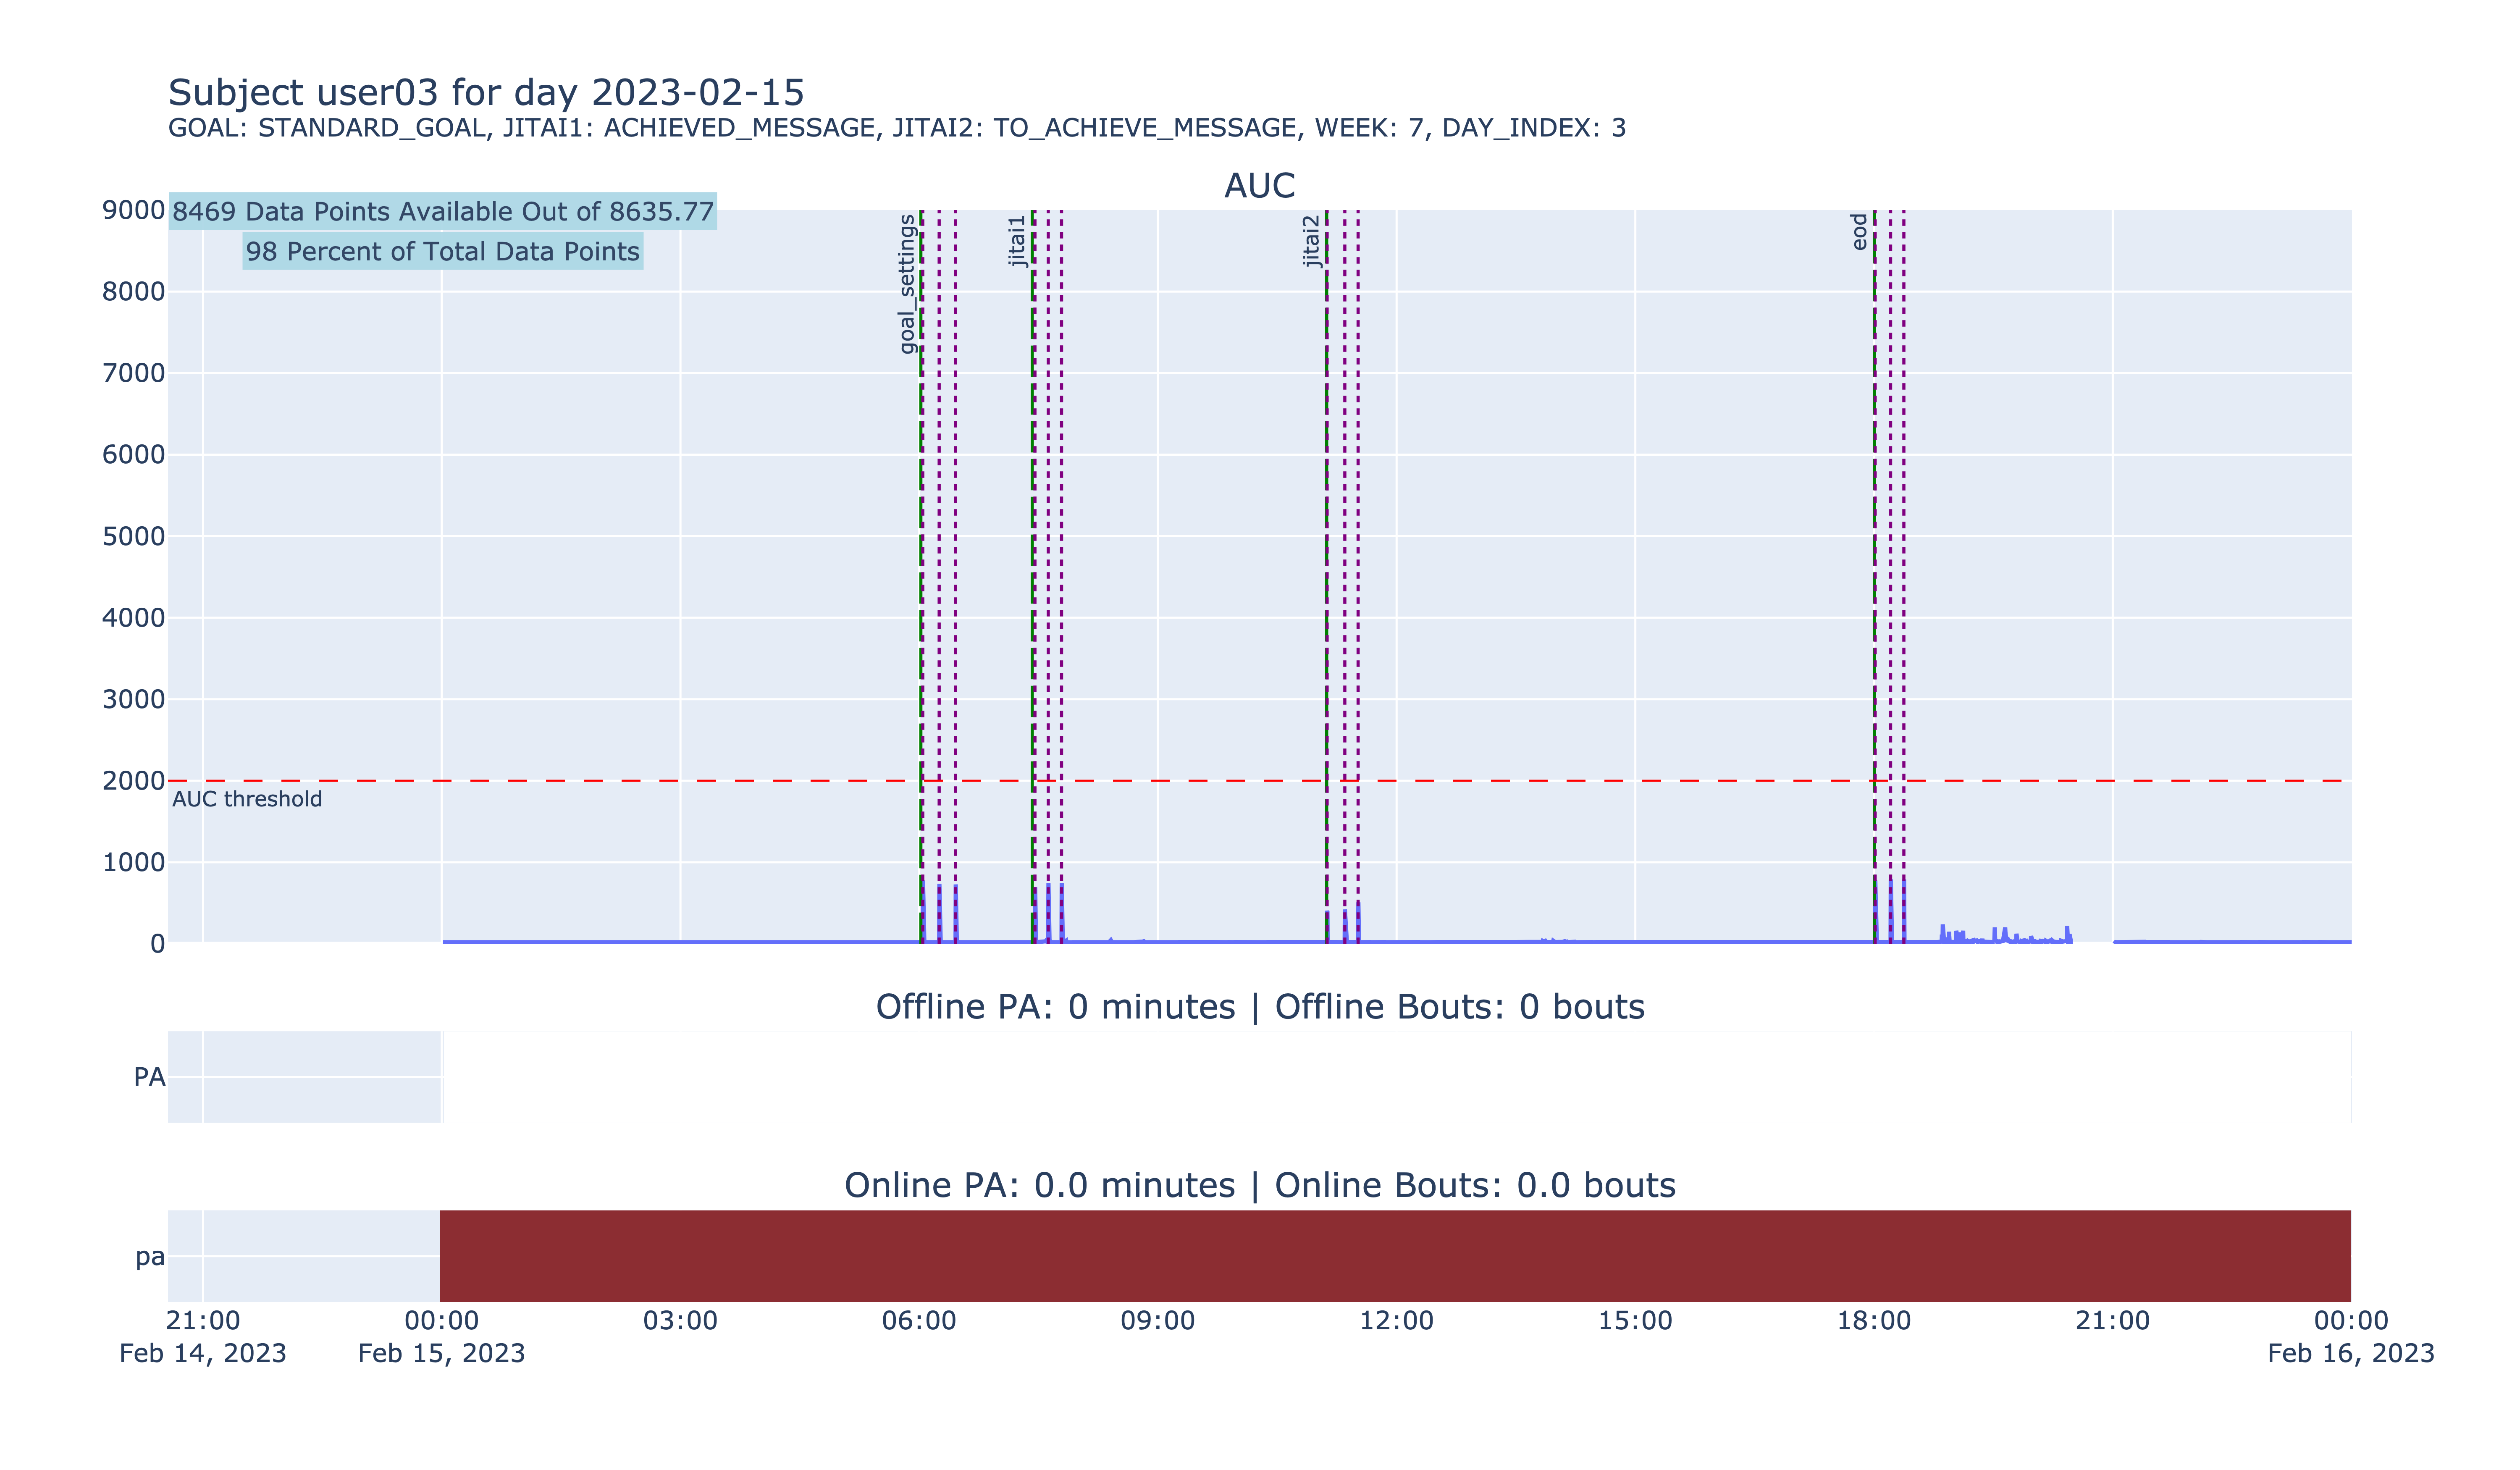 Subject user03 for day 2023-02-15
GOAL: STANDARD_GOAL, JITAI1: ACHIEVED_MESSAGE, JITAI2: TO_ACHIEVE_MESSAGE, WEEK: 7, DAY_INDEX: 3
AUC
8469 Data Points Available Out of 8635.77
98 Percent of Total Data Points
9000
8000
7000
6000
5000
4000
3000
2000
1000
0
goal_settings
jitai1
jitai2
eod
AUC threshold
Offline PA: 0 minutes | Offline Bouts: 0 bouts
PA
Online PA: 0.0 minutes | Online Bouts: 0.0 bouts
pa
21:00 00:00 03:00 06:00 09:00 12:00 15:00 18:00 21:00 00:00
Feb 14, 2023 Feb 15, 2023 Feb 16, 2023